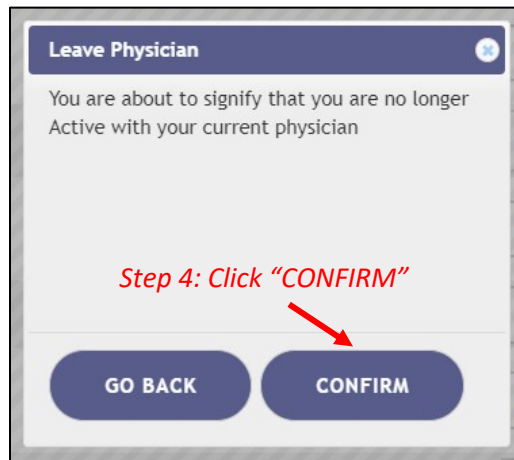 Leave Physician
You are about to signify that you are no longer
Active with your current physician
Step 4: Click “CONFIRM”
GO BACK CONFIRM